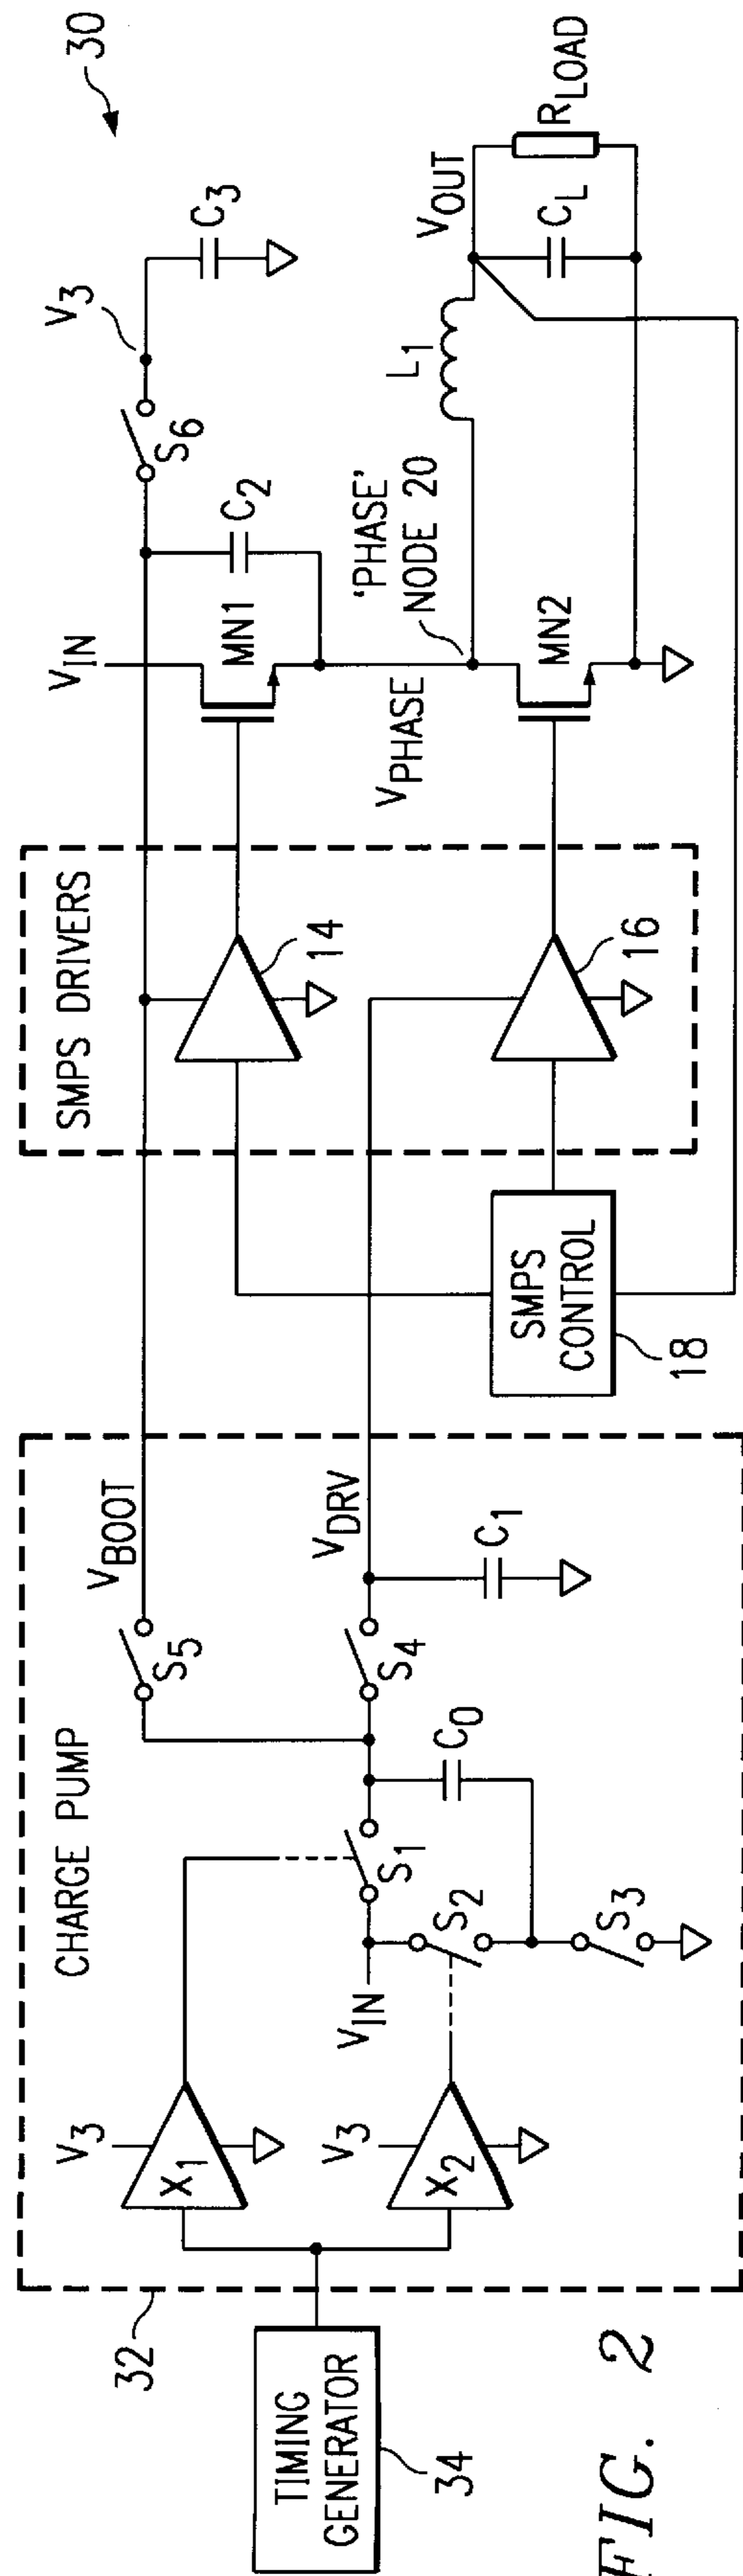 30
V3
C3
S6
VIN
C2
MN1
VOUT
RLOAD
CL
L1
'PHASE'
NODE 20
VPHASE
MN2
SMPS DRIVERS
14
16
SMPS
CONTROL
18
CHARGE PUMP
VBOOT
S5
VDRV
S4
C1
C0
S1
S2
S3
VIN
V3
X1
V3
X2
32
TIMING
GENERATOR
34
FIG. 2